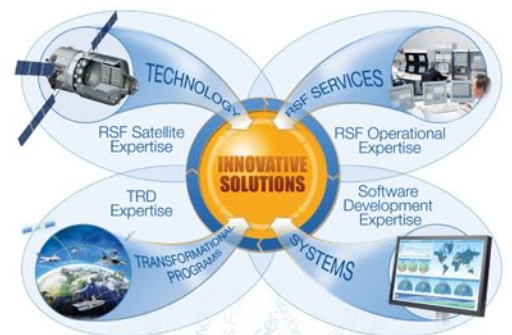 TECHNOLOGY
RSF SERVICES
RSF Satellite
Expertise
RSF Operational
Expertise
INNOVATIVE
SOLUTIONS
TRD
Expertise
Software
Development
Expertise
TRANSFORMATIONAL
PROGRAMS
SYSTEMS